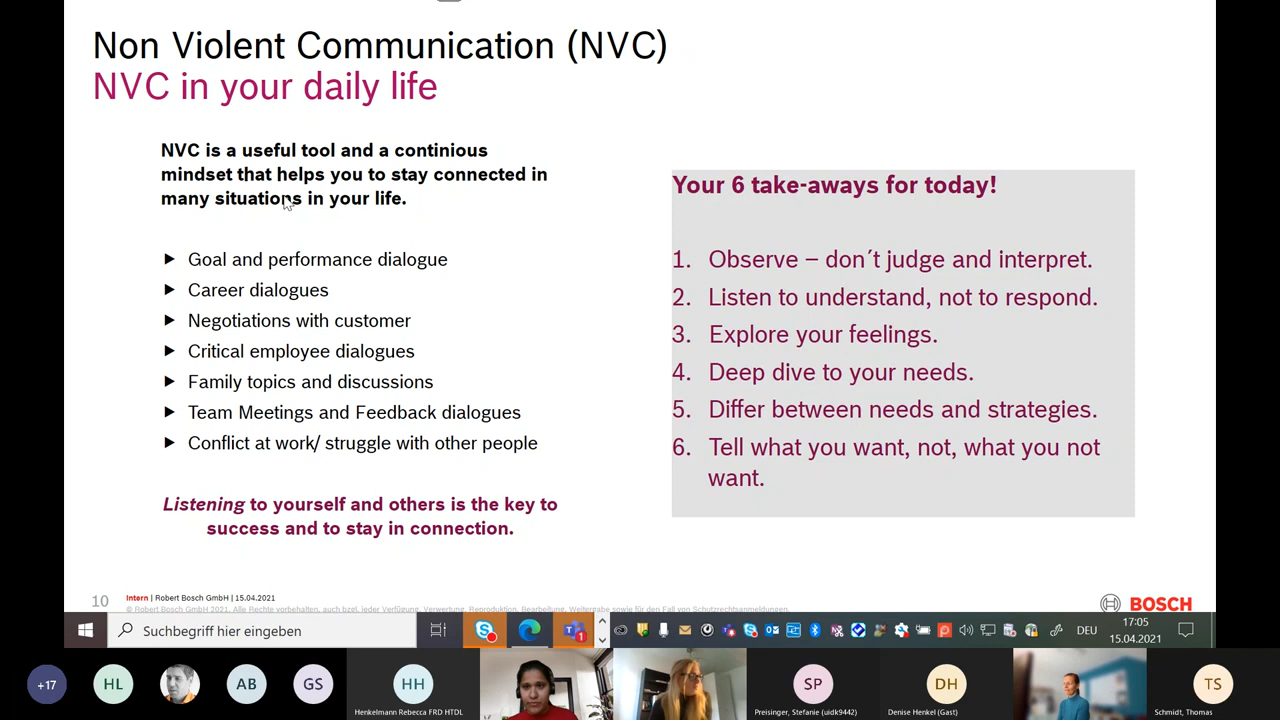 Non Violent Communication (NVC)
NVC in your daily life
NVC is a useful tool and a continious
mindset that helps you to stay connected in
many situations in your life.
Goal and performance dialogue
Career dialogues
Negotiations with customer
Critical employee dialogues
Family topics and discussions
Team Meetings and Feedback dialogues
Conflict at work/ struggle with other people
Listening to yourself and others is the key to
success and to stay in connection.
Your 6 take-aways for today!
1. Observe – don´t judge and interpret.
2. Listen to understand, not to respond.
3. Explore your feelings.
4. Deep dive to your needs.
5. Differ between needs and strategies.
6. Tell what you want, not, what you not
want.
10
Intern | Robert Bosch GmbH | 15.04.2021
© Robert Bosch GmbH 2021. Alle Rechte vorbehalten, auch bzgl. jeder Verfügung, Verwertung, Reproduktion, Bearbeitung, Weitergabe sowie für den Fall von Schutzrechtsanmeldungen.
BOSCH
Suchbegriff hier eingeben
1
DEU
17:05
15.04.2021
+17
HL
AB
GS
HH
Henkelmann Rebecca FRD HTDL
SP
Preisinger, Stefanie (uidk9442)
DH
Denise Henkel (Gast)
TS
Schmidt, Thomas